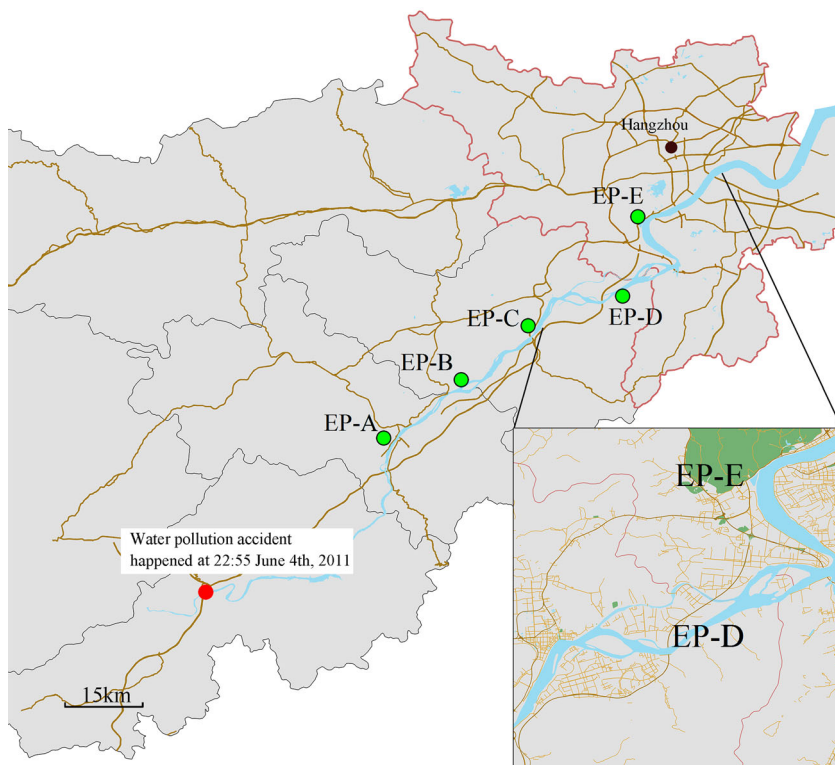 Hangzhou
EP-E
EP-D
EP-C
EP-B
EP-A
Water pollution accident
happened at 22:55 June 4th, 2011
15km
EP-E
EP-D